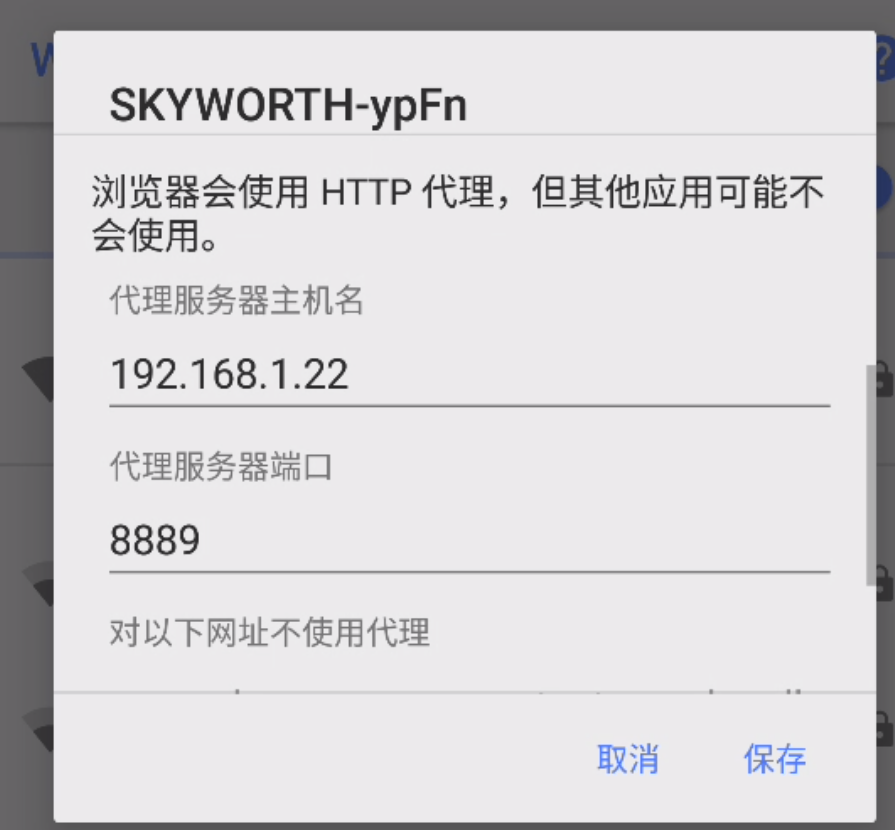 W
?
SKYWORTH-ypFn
浏览器会使用 HTTP 代理，但其他应用可能不
会使用。
代理服务器主机名
192.168.1.22
代理服务器端口
8889
对以下网址不使用代理
取消
保存